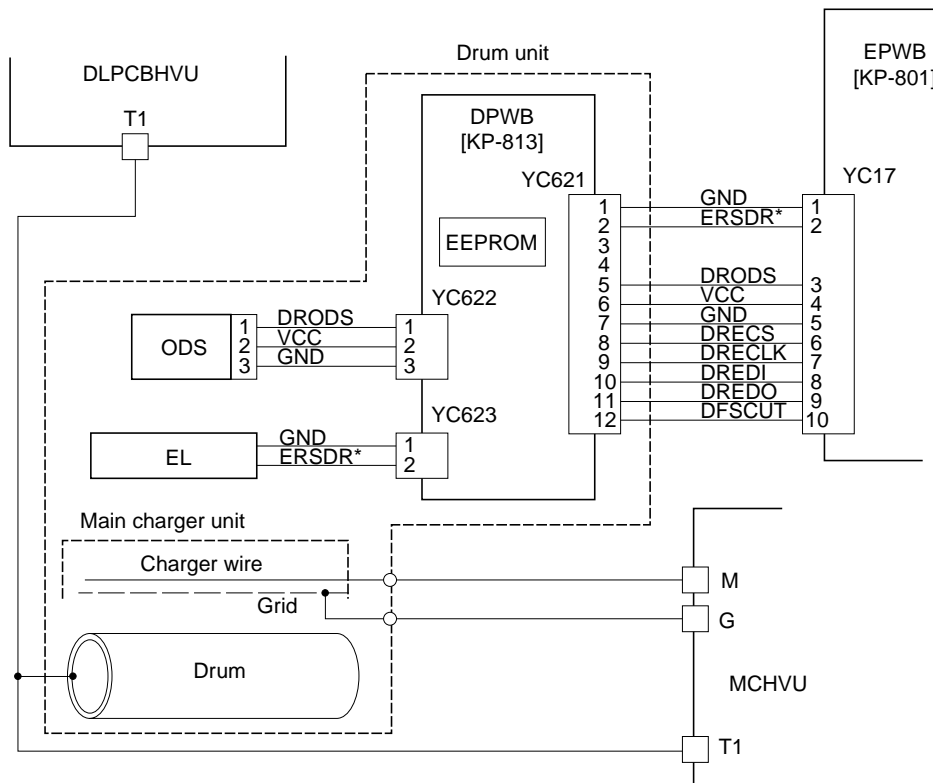 Drum unit
DLPCBHVU
T1
EPWB
[KP-801]
DPWB
[KP-813]
YC621
YC17
EEPROM
1 GND 1
2 ERSDR* 2
3
4
5 DRODS 3
6 VCC 4
7 GND 5
8 DRECS 6
9 DRECLK 7
10 DREDI 8
11 DREDO 9
12 DFSCUT 10
YC622
ODS
1 DRODS 1
2 VCC 2
3 GND 3
YC623
EL
GND 1
ERSDR* 2
Main charger unit
Charger wire
Grid
Drum
M
G
MCHVU
T1